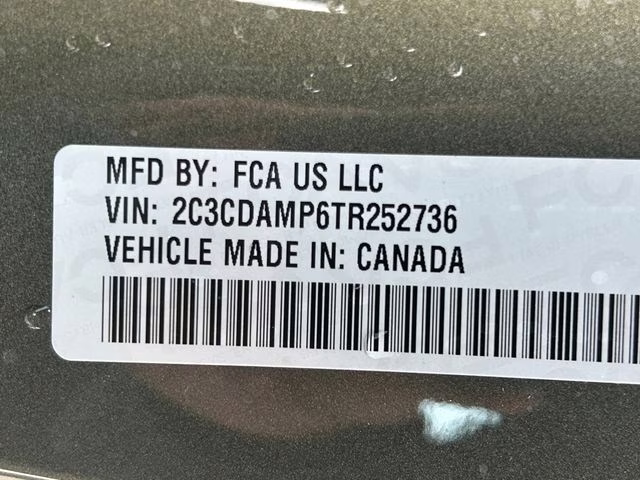 MFD BY: FCA US LLC
VIN: 2C3CDAMP6TR252736
VEHICLE MADE IN: CANADA